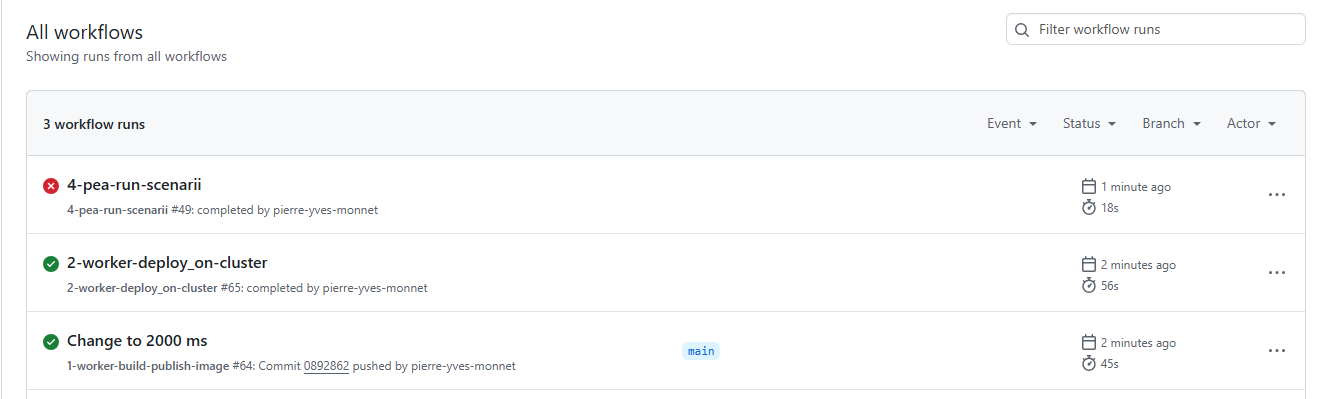 All workflows
Filter workflow runs
Showing runs from all workflows
3 workflow runs
Event Status Branch Actor
4-pea-run-scenarii
1 minute ago
4-pea-run-scenarii #49: completed by pierre-yves-monnet
18s
2-worker-deploy_on-cluster
2 minutes ago
2-worker-deploy_on-cluster #65: completed by pierre-yves-monnet
56s
Change to 2000 ms
main
2 minutes ago
1-worker-build-publish-image #64: Commit 0892862 pushed by pierre-yves-monnet
45s